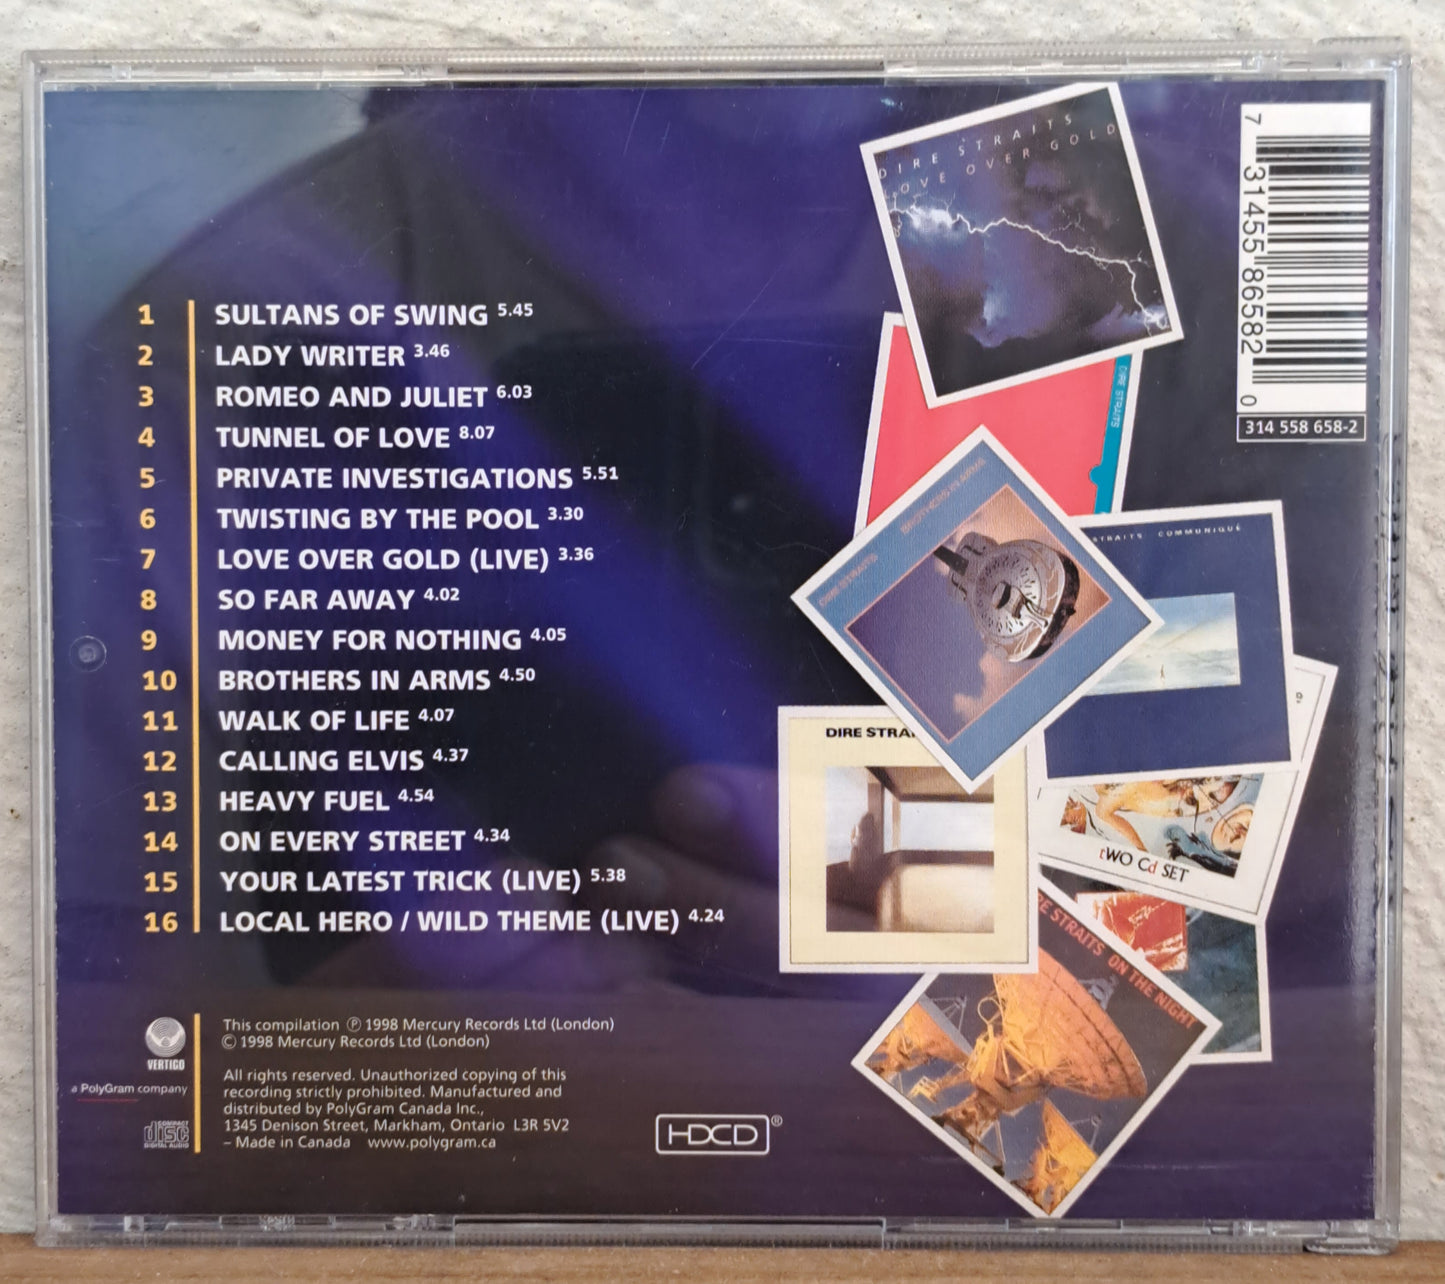 1 SULTANS OF SWING 5.45
2 LADY WRITER 3.46
3 ROMEO AND JULIET 6.03
4 TUNNEL OF LOVE 8.07
5 PRIVATE INVESTIGATIONS 5.51
6 TWISTING BY THE POOL 3.30
7 LOVE OVER GOLD (LIVE) 3.36
8 SO FAR AWAY 4.02
9 MONEY FOR NOTHING 4.05
10 BROTHERS IN ARMS 4.50
11 WALK OF LIFE 4.07
12 CALLING ELVIS 4.37
13 HEAVY FUEL 4.54
14 ON EVERY STREET 4.34
15 YOUR LATEST TRICK (LIVE) 5.38
16 LOCAL HERO / WILD THEME (LIVE) 4.24
VERTIGO
a PolyGram company
COMPACT
disc
DIGITAL AUDIO
This compilation ℗ 1998 Mercury Records Ltd (London)
© 1998 Mercury Records Ltd (London)
All rights reserved. Unauthorized copying of this
recording strictly prohibited. Manufactured and
distributed by PolyGram Canada Inc.,
1345 Denison Street, Markham, Ontario L3R 5V2
– Made in Canada www.polygram.ca
HDCD®
DIRE STRAITS
LOVE OVER GOLD
DIRE STRAITS
DIRE STRAITS BROTHERS IN ARMS
STRAITS COMMUNIQUÉ
DIRE STRA
tWO Cd SET
RE STRAITS ON THE NIGHT
7 31455 86582 0
314 558 658-2